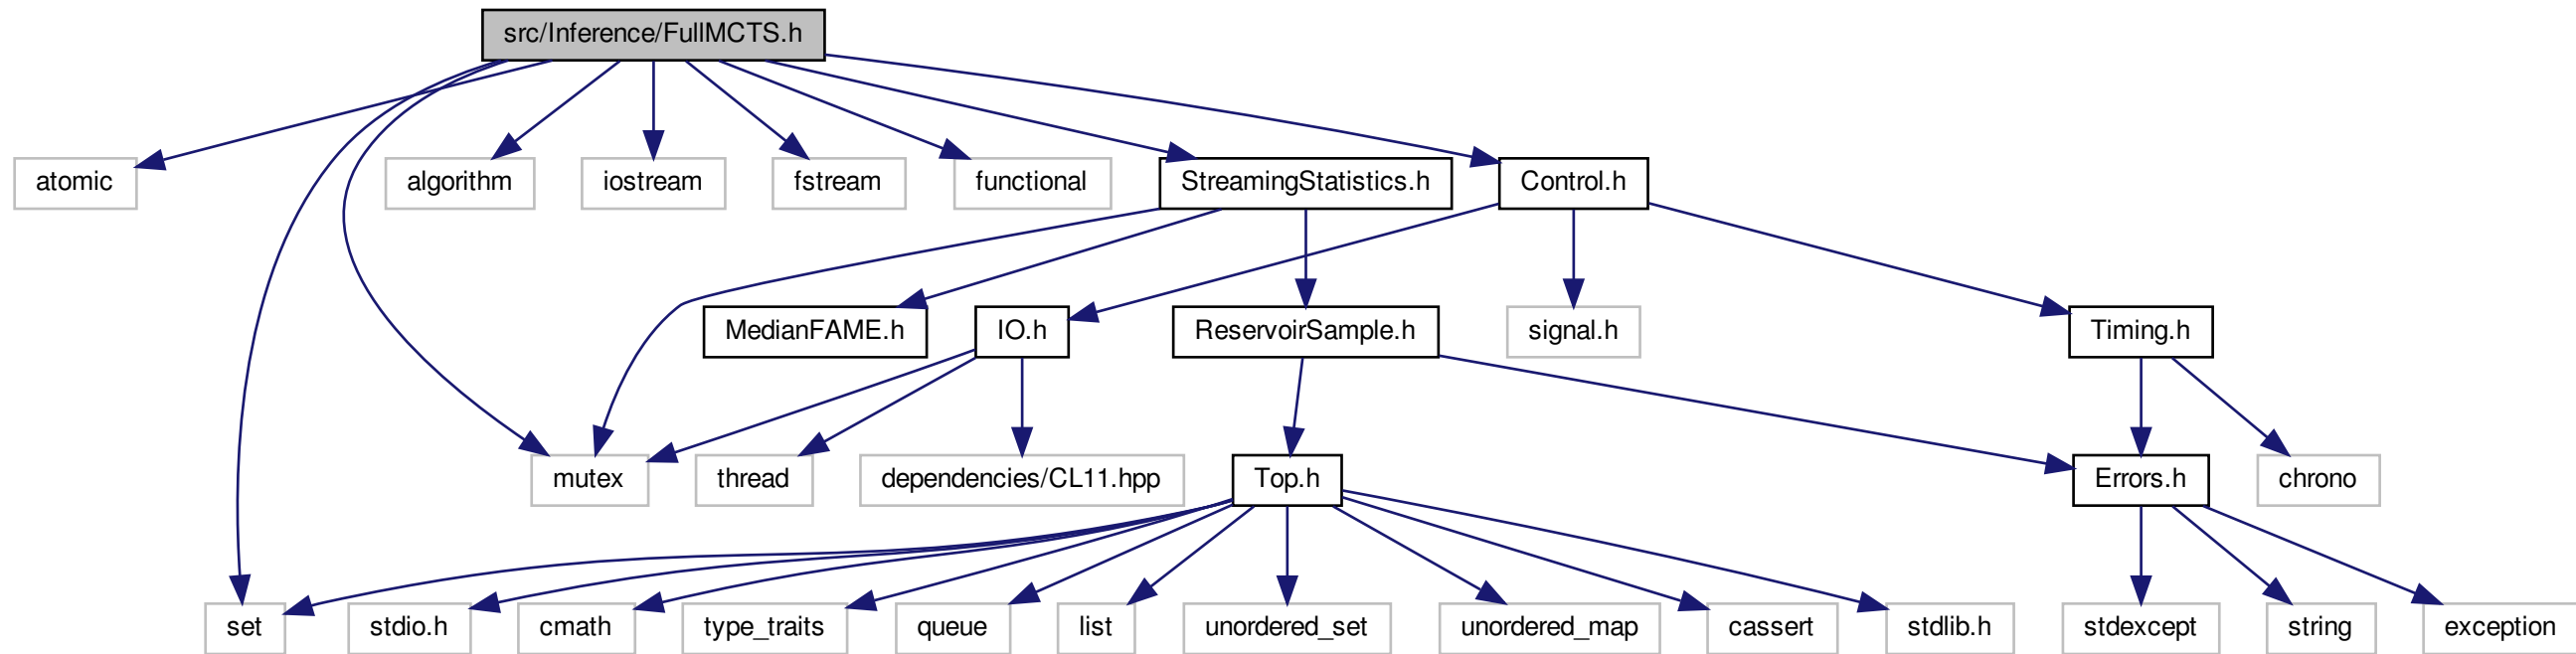 src/Inference/FullMCTS.h
atomic
algorithm
iostream
fstream
functional
StreamingStatistics.h
Control.h
MedianFAME.h
IO.h
ReservoirSample.h
signal.h
Timing.h
mutex
thread
dependencies/CL11.hpp
Top.h
Errors.h
chrono
set
stdio.h
cmath
type_traits
queue
list
unordered_set
unordered_map
cassert
stdlib.h
stdexcept
string
exception